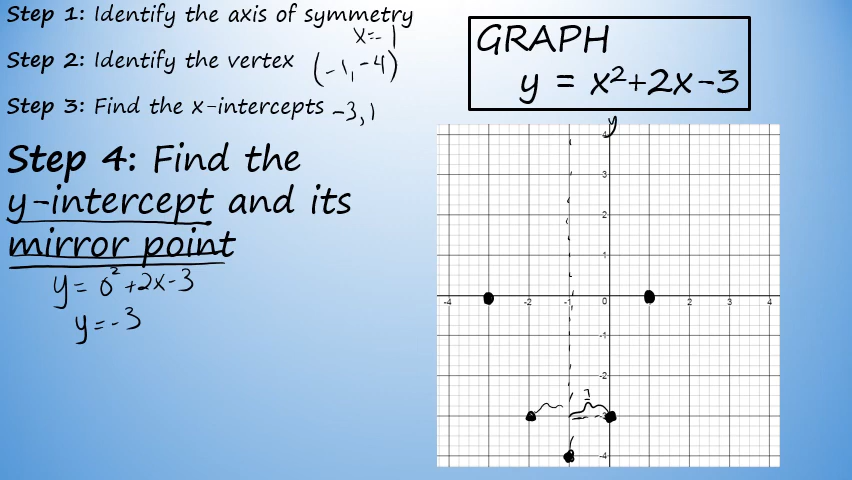 Step 1: Identify the axis of symmetry
x=-1
Step 2: Identify the vertex (-1, -4)
Step 3: Find the x-intercepts -3, 1
Step 4: Find the
y-intercept and its
mirror point
y = 0²+2x-3
y = -3
GRAPH
y = x²+2x-3
y
4
3
2
1
-4 -3 -2 -1 0 1 2 3 4
-1
-2
1
-3
-4